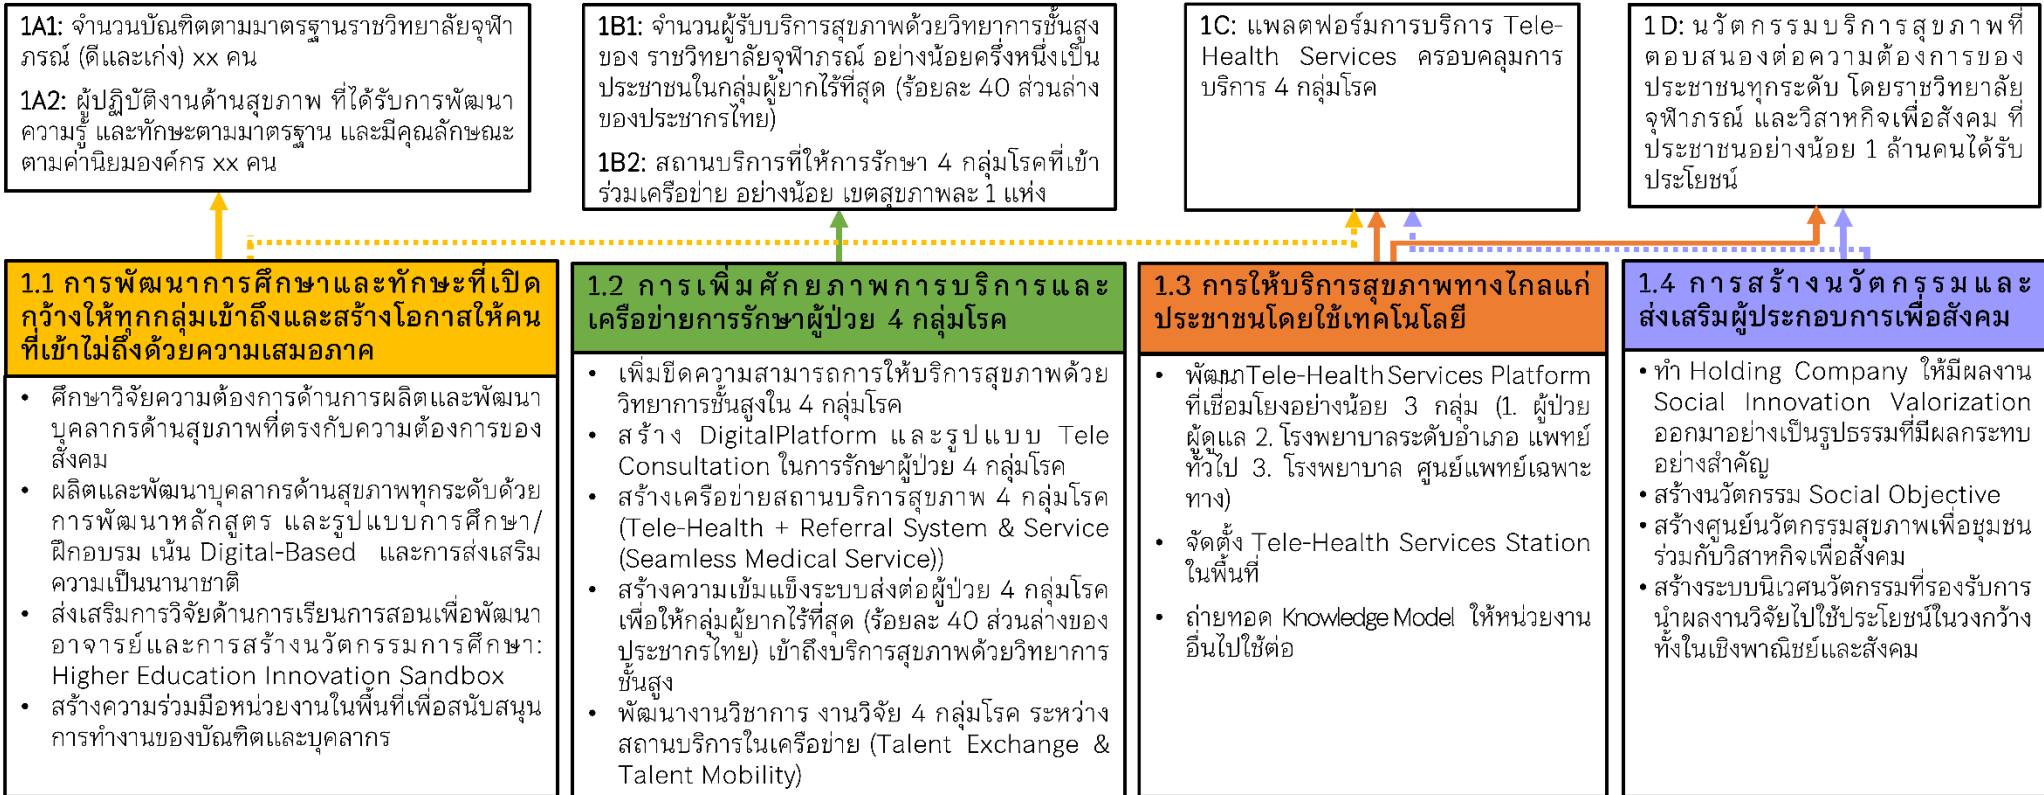 1A1: จำนวนบัณฑิตตามมาตรฐานราชวิทยาลัยจุฬา
ภรณ์ (ดีและเก่ง) xx คน
1A2: ผู้ปฏิบัติงานด้านสุขภาพ ที่ได้รับการพัฒนา
ความรู้ และทักษะตามมาตรฐาน และมีคุณลักษณะ
ตามค่านิยมองค์กร xx คน
1B1: จำนวนผู้รับบริการสุขภาพด้วยวิทยาการชั้นสูง
ของ ราชวิทยาลัยจุฬาภรณ์ อย่างน้อยครึ่งหนึ่งเป็น
ประชาชนในกลุ่มผู้ยากไร้ที่สุด (ร้อยละ 40 ส่วนล่าง
ของประชากรไทย)
1B2: สถานบริการที่ให้การรักษา 4 กลุ่มโรคที่เข้า
ร่วมเครือข่าย อย่างน้อย เขตสุขภาพละ 1 แห่ง
1C: แพลตฟอร์มการบริการ Tele-
Health Services ครอบคลุมการ
บริการ 4 กลุ่มโรค
1D: นวัตกรรมบริการสุขภาพที่
ตอบสนองต่อความต้องการของ
ประชาชนทุกระดับ โดยราชวิทยาลัย
จุฬาภรณ์ และวิสาหกิจเพื่อสังคม ที่
ประชาชนอย่างน้อย 1 ล้านคนได้รับ
ประโยชน์
1.1 การพัฒนาการศึกษาและทักษะที่เปิด
กว้างให้ทุกกลุ่มเข้าถึงและสร้างโอกาสให้คน
ที่เข้าไม่ถึงด้วยความเสมอภาค
• ศึกษาวิจัยความต้องการด้านการผลิตและพัฒนา
บุคลากรด้านสุขภาพที่ตรงกับความต้องการของ
สังคม
• ผลิตและพัฒนาบุคลากรด้านสุขภาพทุกระดับด้วย
การพัฒนาหลักสูตร และรูปแบบการศึกษา/
ฝึกอบรม เน้น Digital-Based และการส่งเสริม
ความเป็นนานาชาติ
• ส่งเสริมการวิจัยด้านการเรียนการสอนเพื่อพัฒนา
อาจารย์และการสร้างนวัตกรรมการศึกษา:
Higher Education Innovation Sandbox
• สร้างความร่วมมือหน่วยงานในพื้นที่เพื่อสนับสนุน
การทำงานของบัณฑิตและบุคลากร
1.2 การเพิ่มศักยภาพการบริการและ
เครือข่ายการรักษาผู้ป่วย 4 กลุ่มโรค
• เพิ่มขีดความสามารถการให้บริการสุขภาพด้วย
วิทยาการชั้นสูงใน 4 กลุ่มโรค
• สร้าง DigitalPlatform และรูปแบบ Tele
Consultation ในการรักษาผู้ป่วย 4 กลุ่มโรค
• สร้างเครือข่ายสถานบริการสุขภาพ 4 กลุ่มโรค
(Tele-Health + Referral System & Service
(Seamless Medical Service))
• สร้างความเข้มแข็งระบบส่งต่อผู้ป่วย 4 กลุ่มโรค
เพื่อให้กลุ่มผู้ยากไร้ที่สุด (ร้อยละ 40 ส่วนล่างของ
ประชากรไทย) เข้าถึงบริการสุขภาพด้วยวิทยาการ
ชั้นสูง
• พัฒนางานวิชาการ งานวิจัย 4 กลุ่มโรค ระหว่าง
สถานบริการในเครือข่าย (Talent Exchange &
Talent Mobility)
1.3 การให้บริการสุขภาพทางไกลแก่
ประชาชนโดยใช้เทคโนโลยี
• พัฒนาTele-Health Services Platform
ที่เชื่อมโยงอย่างน้อย 3 กลุ่ม (1. ผู้ป่วย
ผู้ดูแล 2. โรงพยาบาลระดับอำเภอ แพทย์
ทั่วไป 3. โรงพยาบาล ศูนย์แพทย์เฉพาะ
ทาง)
• จัดตั้ง Tele-Health Services Station
ในพื้นที่
• ถ่ายทอด Knowledge Model ให้หน่วยงาน
อื่นไปใช้ต่อ
1.4 การสร้างนวัตกรรมและ
ส่งเสริมผู้ประกอบการเพื่อสังคม
• ทำ Holding Company ให้มีผลงาน
Social Innovation Valorization
ออกมาอย่างเป็นรูปธรรมที่มีผลกระทบ
อย่างสำคัญ
• สร้างนวัตกรรม Social Objective
• สร้างศูนย์นวัตกรรมสุขภาพเพื่อชุมชน
ร่วมกับวิสาหกิจเพื่อสังคม
• สร้างระบบนิเวศนวัตกรรมที่รองรับการ
นำผลงานวิจัยไปใช้ประโยชน์ในวงกว้าง
ทั้งในเชิงพาณิชย์และสังคม